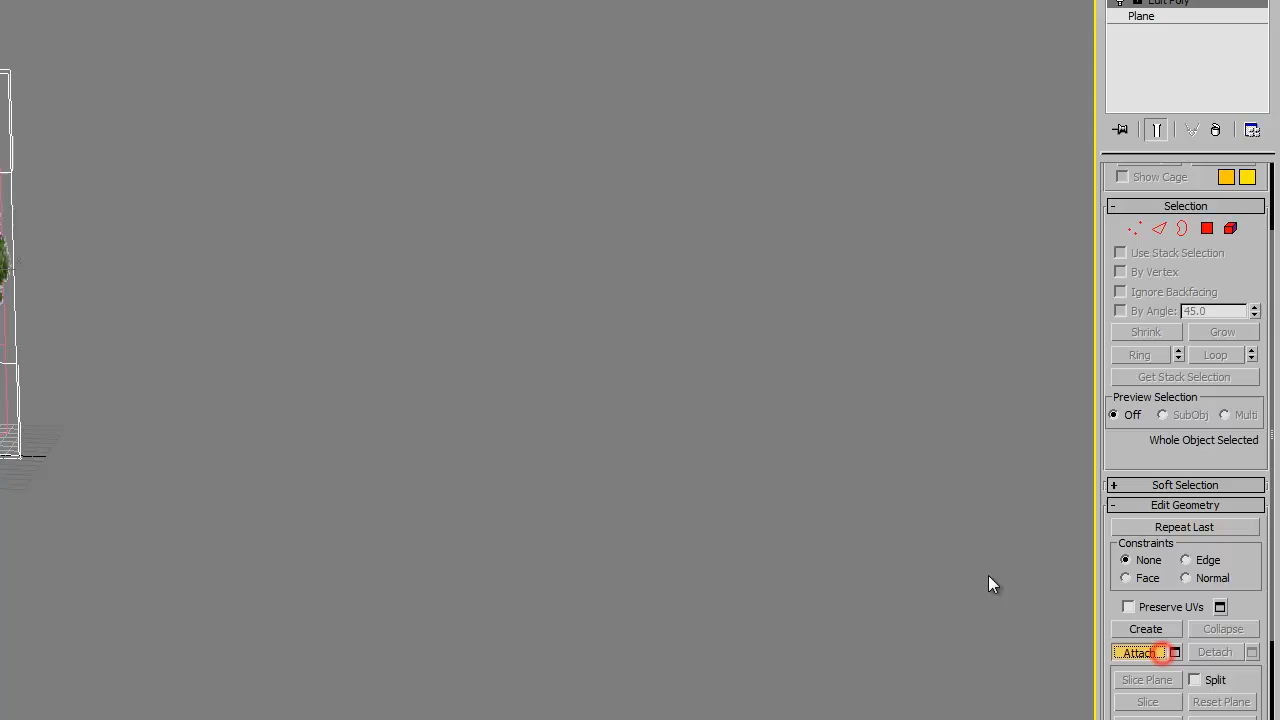 Edit Poly
Plane
Show Cage
- Selection
Use Stack Selection
By Vertex
Ignore Backfacing
By Angle: 45.0
Shrink Grow
Ring Loop
Get Stack Selection
Preview Selection
Off SubObj Multi
Whole Object Selected
+ Soft Selection
- Edit Geometry
Repeat Last
Constraints
None Edge
Face Normal
Preserve UVs
Create Collapse
Attach Detach
Slice Plane Split
Slice Reset Plane